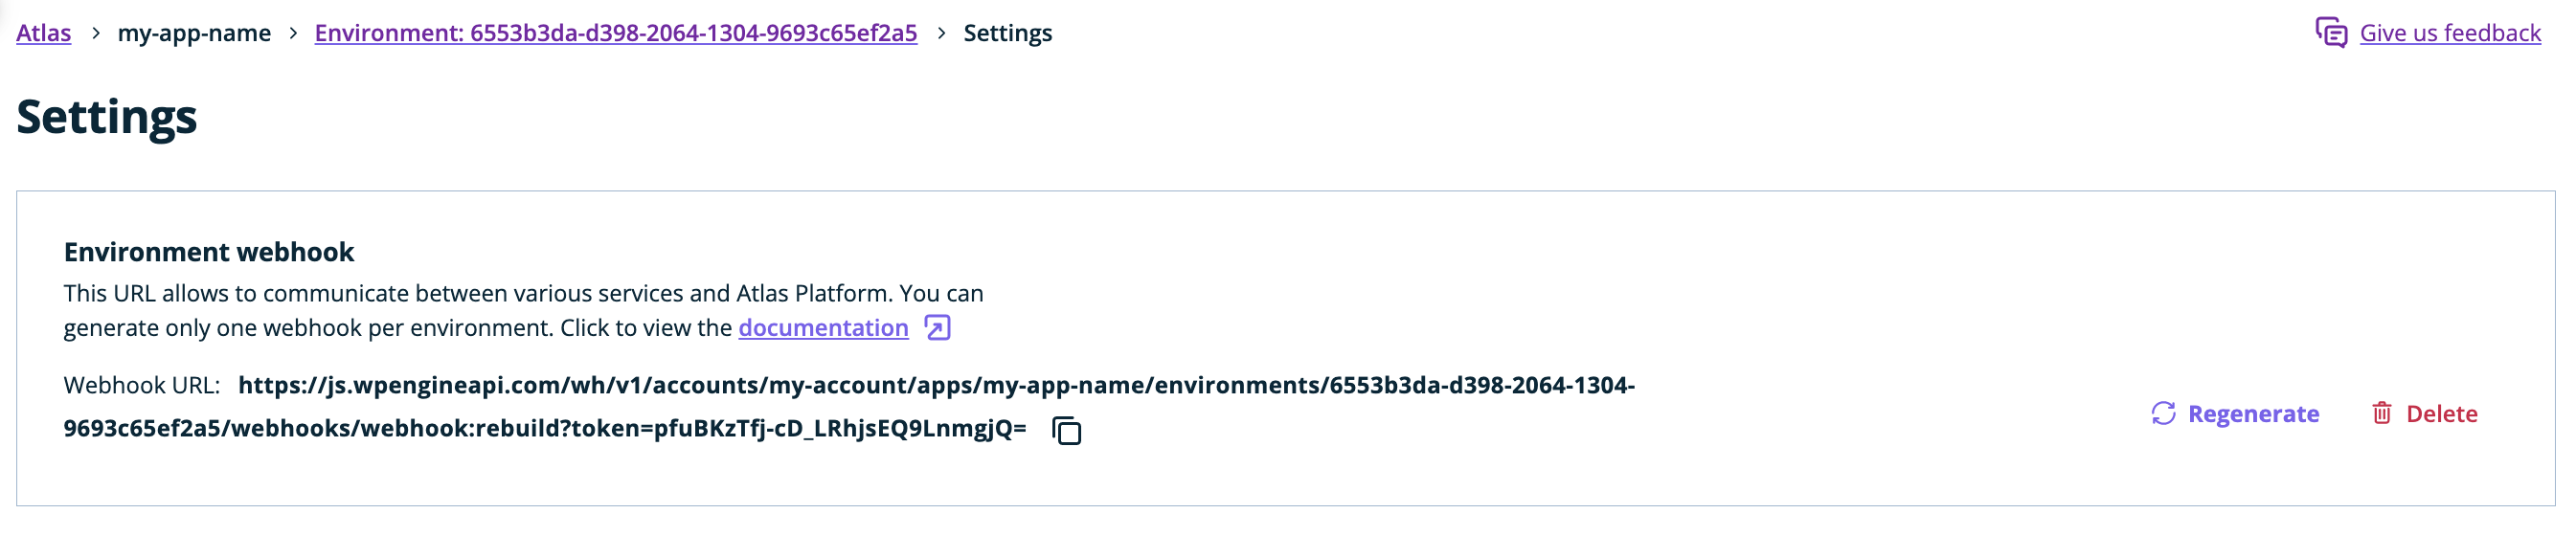 Atlas > my-app-name > Environment: 6553b3da-d398-2064-1304-9693c65ef2a5 > Settings
Give us feedback
Settings
Environment webhook
This URL allows to communicate between various services and Atlas Platform. You can
generate only one webhook per environment. Click to view the documentation
Webhook URL: https://js.wpengineapi.com/wh/v1/accounts/my-account/apps/my-app-name/environments/6553b3da-d398-2064-1304-
9693c65ef2a5/webhooks/webhook:rebuild?token=pfuBKzTfj-cD_LRhjsEQ9LnmgjQ=
Regenerate
Delete